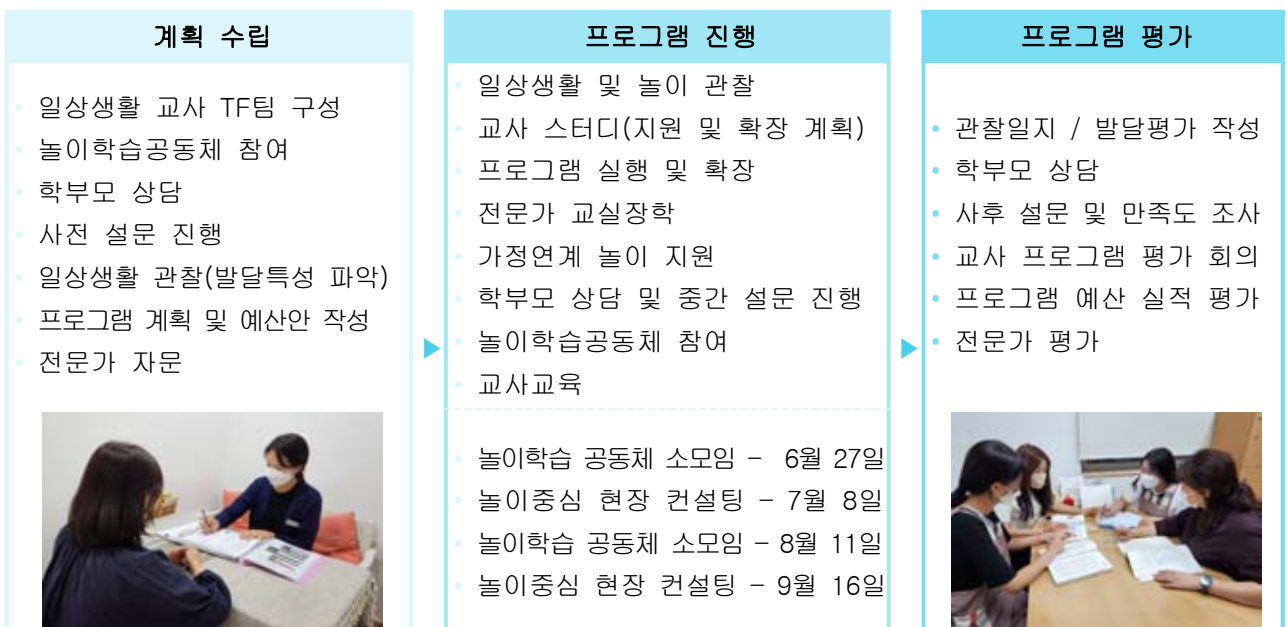 계획 수립
일상생활 교사 TF팀 구성
놀이학습공동체 참여
학부모 상담
사전 설문 진행
일상생활 관찰(발달특성 파악)
프로그램 계획 및 예산안 작성
전문가 자문
프로그램 진행
일상생활 및 놀이 관찰
교사 스터디(지원 및 확장 계획)
프로그램 실행 및 확장
전문가 교실장학
가정연계 놀이 지원
학부모 상담 및 중간 설문 진행
놀이학습공동체 참여
교사교육
놀이학습 공동체 소모임 - 6월 27일
놀이중심 현장 컨설팅 - 7월 8일
놀이학습 공동체 소모임 - 8월 11일
놀이중심 현장 컨설팅 - 9월 16일
프로그램 평가
관찰일지 / 발달평가 작성
학부모 상담
사후 설문 및 만족도 조사
교사 프로그램 평가 회의
프로그램 예산 실적 평가
전문가 평가